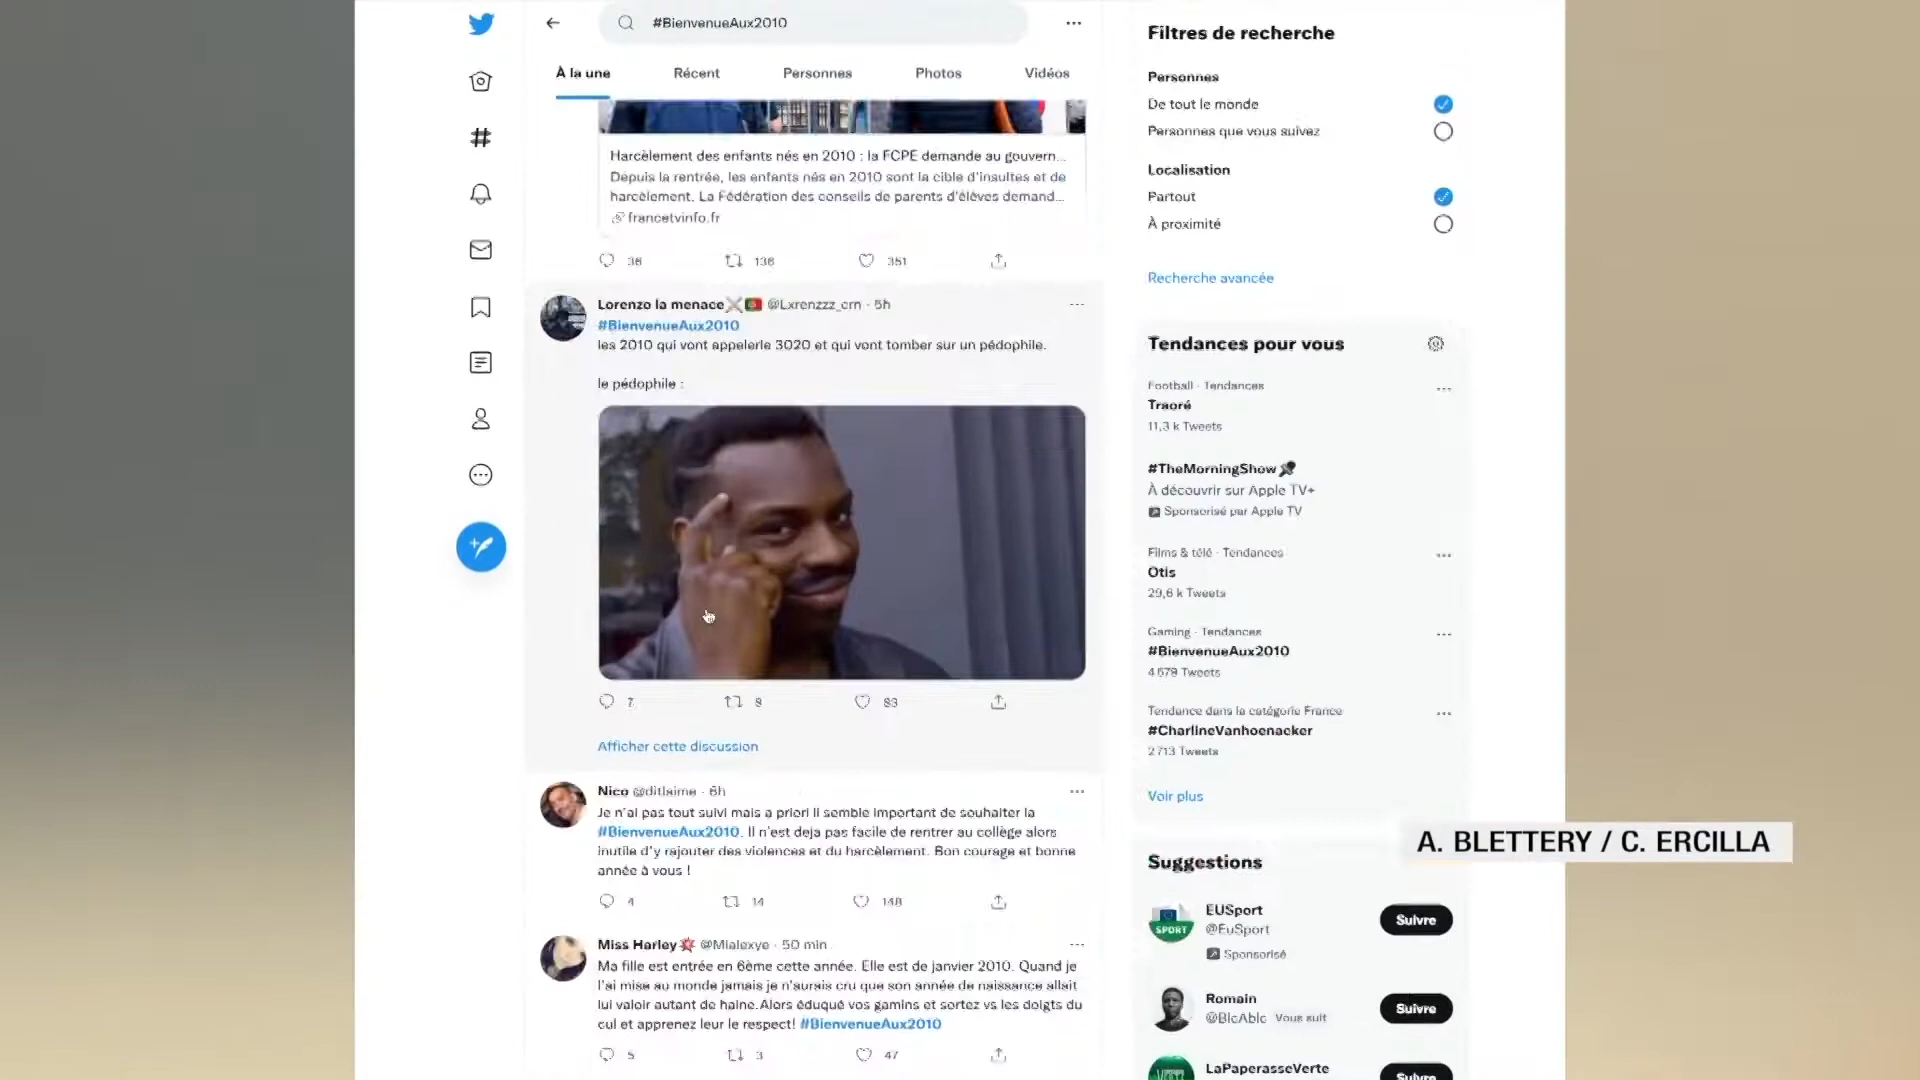 #BienvenueAux2010
À la une
Récent
Personnes
Photos
Vidéos
Harcèlement des enfants nés en 2010 : la FCPE demande au gouvern...
Depuis la rentrée, les enfants nés en 2010 sont la cible d'insultes et de
harcèlement. La Fédération des conseils de parents d'élèves demand...
francetvinfo.fr
36
136
351
Lorenzo la menace @Lxrenzzz_crn · 5h
#BienvenueAux2010
les 2010 qui vont appelerle 3020 et qui vont tomber sur un pédophile.
le pédophile :
7
8
83
Afficher cette discussion
Nico @ditlaime · 6h
Je n'ai pas tout suivi mais a priori il semble important de souhaiter la
#BienvenueAux2010. Il n'est deja pas facile de rentrer au collège alors
inutile d'y rajouter des violences et du harcèlement. Bon courage et bonne
année à vous !
4
14
148
Miss Harley @Mialexye · 50 min
Ma fille est entrée en 6ème cette année. Elle est de janvier 2010. Quand je
l'ai mise au monde jamais je n'aurais cru que son année de naissance allait
lui valoir autant de haine.Alors éduqué vos gamins et sortez vs les doigts du
cul et apprenez leur le respect! #BienvenueAux2010
5
3
47
Filtres de recherche
Personnes
De tout le monde
Personnes que vous suivez
Localisation
Partout
À proximité
Recherche avancée
Tendances pour vous
Football · Tendances
Traoré
11,3 k Tweets
#TheMorningShow
À découvrir sur Apple TV+
Sponsorisé par Apple TV
Films & télé · Tendances
Otis
29,6 k Tweets
Gaming · Tendances
#BienvenueAux2010
4 579 Tweets
Tendance dans la catégorie France
#CharlineVanhoenacker
2 713 Tweets
Voir plus
A. BLETTERY / C. ERCILLA
Suggestions
EUSport
@EuSport
Sponsorisé
Suivre
SPORT
Romain
@BlcAblc Vous suit
Suivre
LaPaperasseVerte
Suivre